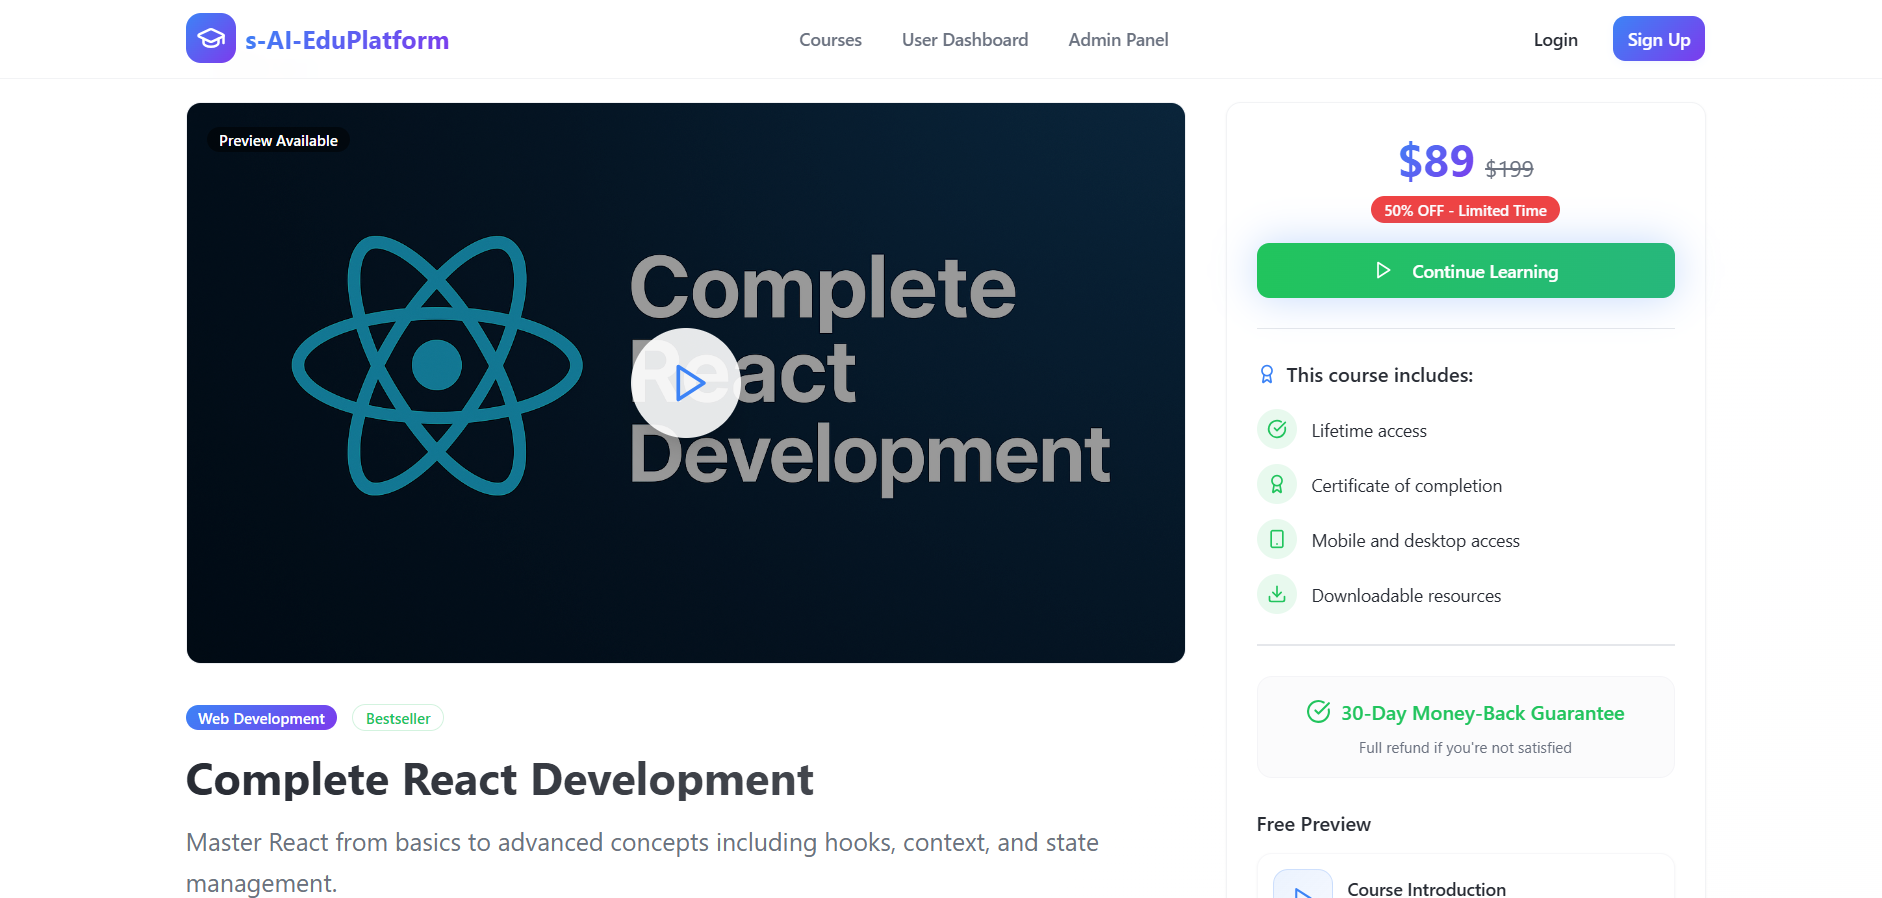 s-AI-EduPlatform
Courses
User Dashboard
Admin Panel
Login
Sign Up
Preview Available
Complete
React
Development
Web Development
Bestseller
Complete React Development
Master React from basics to advanced concepts including hooks, context, and state
management.
$89 $199
50% OFF - Limited Time
Continue Learning
This course includes:
Lifetime access
Certificate of completion
Mobile and desktop access
Downloadable resources
30-Day Money-Back Guarantee
Full refund if you're not satisfied
Free Preview
Course Introduction